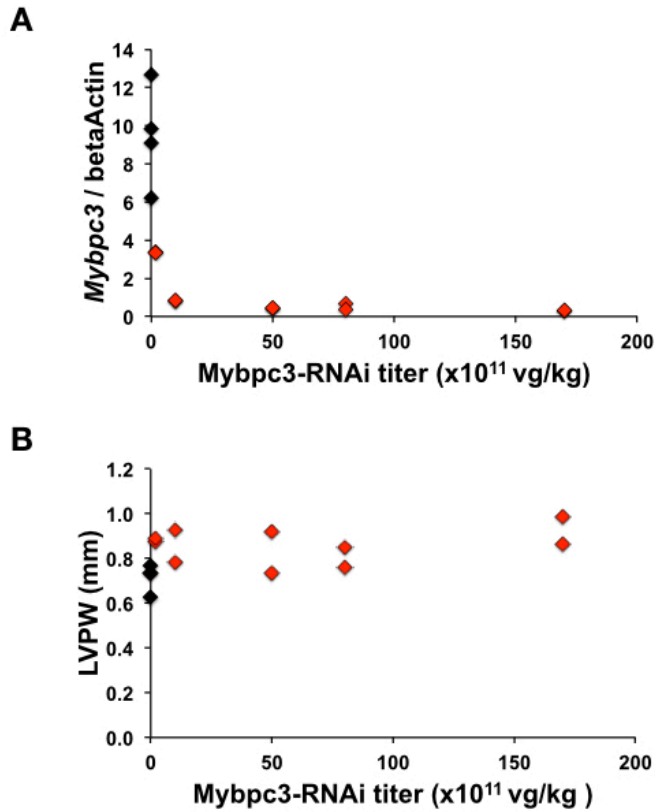 A
14
12
10
8
6
4
2
0
Mybpc3 / betaActin
0 50 100 150 200
Mybpc3-RNAi titer (x10¹¹ vg/kg)
B
1.2
1.0
0.8
0.6
0.4
0.2
0.0
LVPW (mm)
0 50 100 150 200
Mybpc3-RNAi titer (x10¹¹ vg/kg )